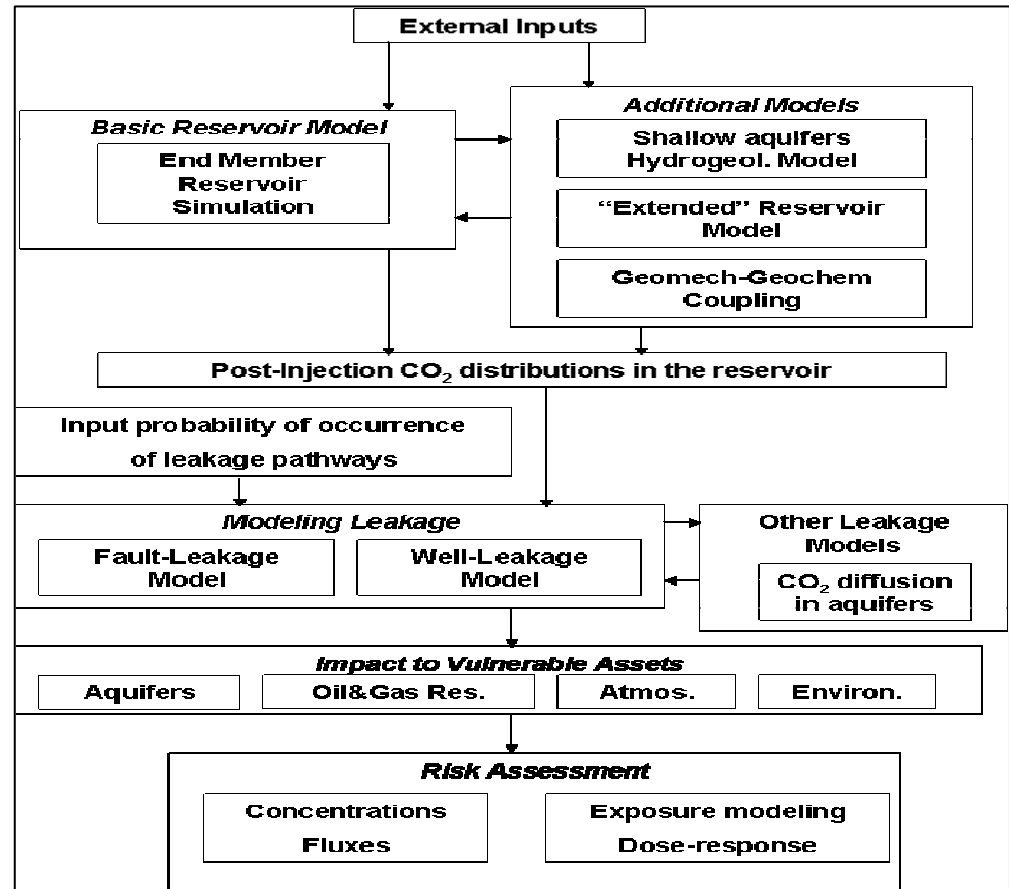 External Inputs
Basic Reservoir Model
End Member
Reservoir
Simulation
Additional Models
Shallow aquifers
Hydrogeol. Model
“Extended” Reservoir
Model
Geomech-Geochem
Coupling
Post-Injection CO₂ distributions in the reservoir
Input probability of occurrence
of leakage pathways
Modeling Leakage
Fault-Leakage
Model
Well-Leakage
Model
Other Leakage
Models
CO₂ diffusion
in aquifers
Impact to Vulnerable Assets
Aquifers
Oil&Gas Res.
Atmos.
Environ.
Risk Assessment
Concentrations
Fluxes
Exposure modeling
Dose-response